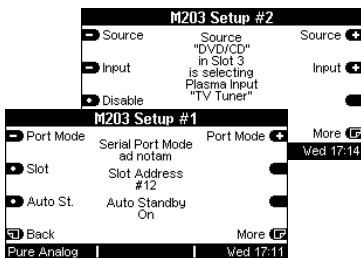 M203 Setup #2
Source
Source
"DVD/CD"
in Slot 3
is selecting
Plasma Input
"TV Tuner"
Source
Input
Input
Disable
More
Wed 17:14
M203 Setup #1
Port Mode
Serial Port Mode
ad notam
Port Mode
Slot
Slot Address
#12
Auto St.
Auto Standby
On
Back
More
Pure Analog
Wed 17:11